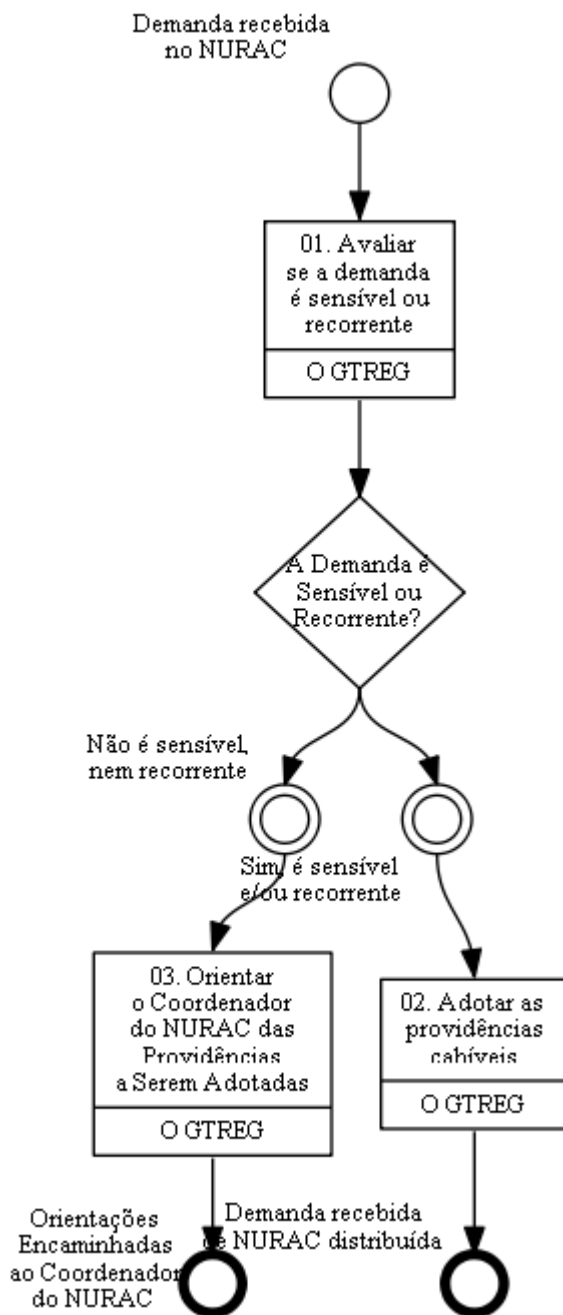 Demanda recebida
no NURAC
01. Avaliar
se a demanda
é sensível ou
recorrente
O GTREG
A Demanda é
Sensível ou
Recorrente?
Não é sensível,
nem recorrente
Sim, é sensível
e/ou recorrente
03. Orientar
o Coordenador
do NURAC das
Providências
a Serem Adotadas
O GTREG
02. Adotar as
providências
cabíveis
O GTREG
Orientações
Encaminhadas
ao Coordenador
do NURAC
Demanda recebida
de NURAC distribuída